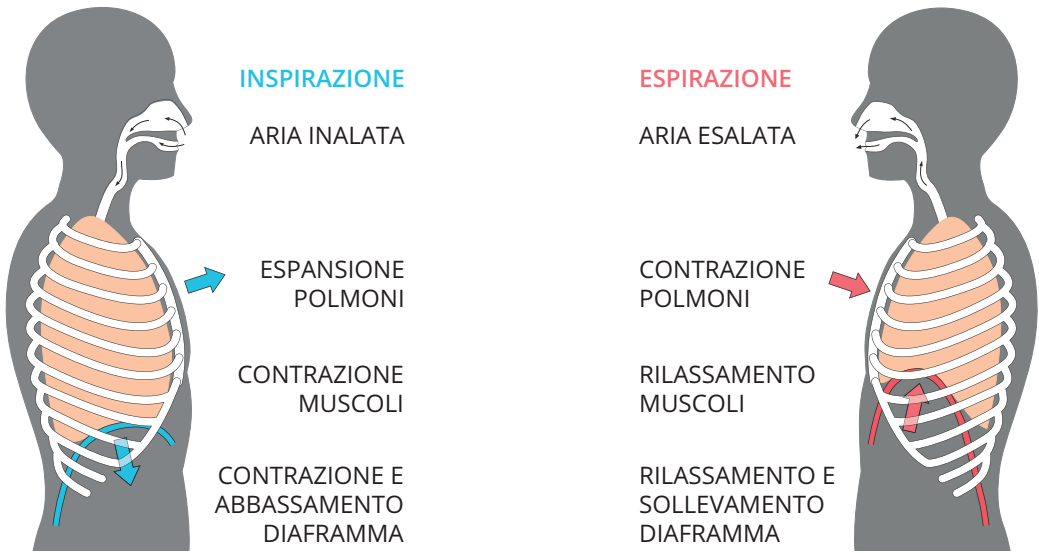 INSPIRAZIONE
ARIA INALATA
ESPANSIONE
POLMONI
CONTRAZIONE
MUSCOLI
CONTRAZIONE E
ABBASSAMENTO
DIAFRAMMA
ESPIRAZIONE
ARIA ESALATA
CONTRAZIONE
POLMONI
RILASSAMENTO
MUSCOLI
RILASSAMENTO E
SOLLEVAMENTO
DIAFRAMMA